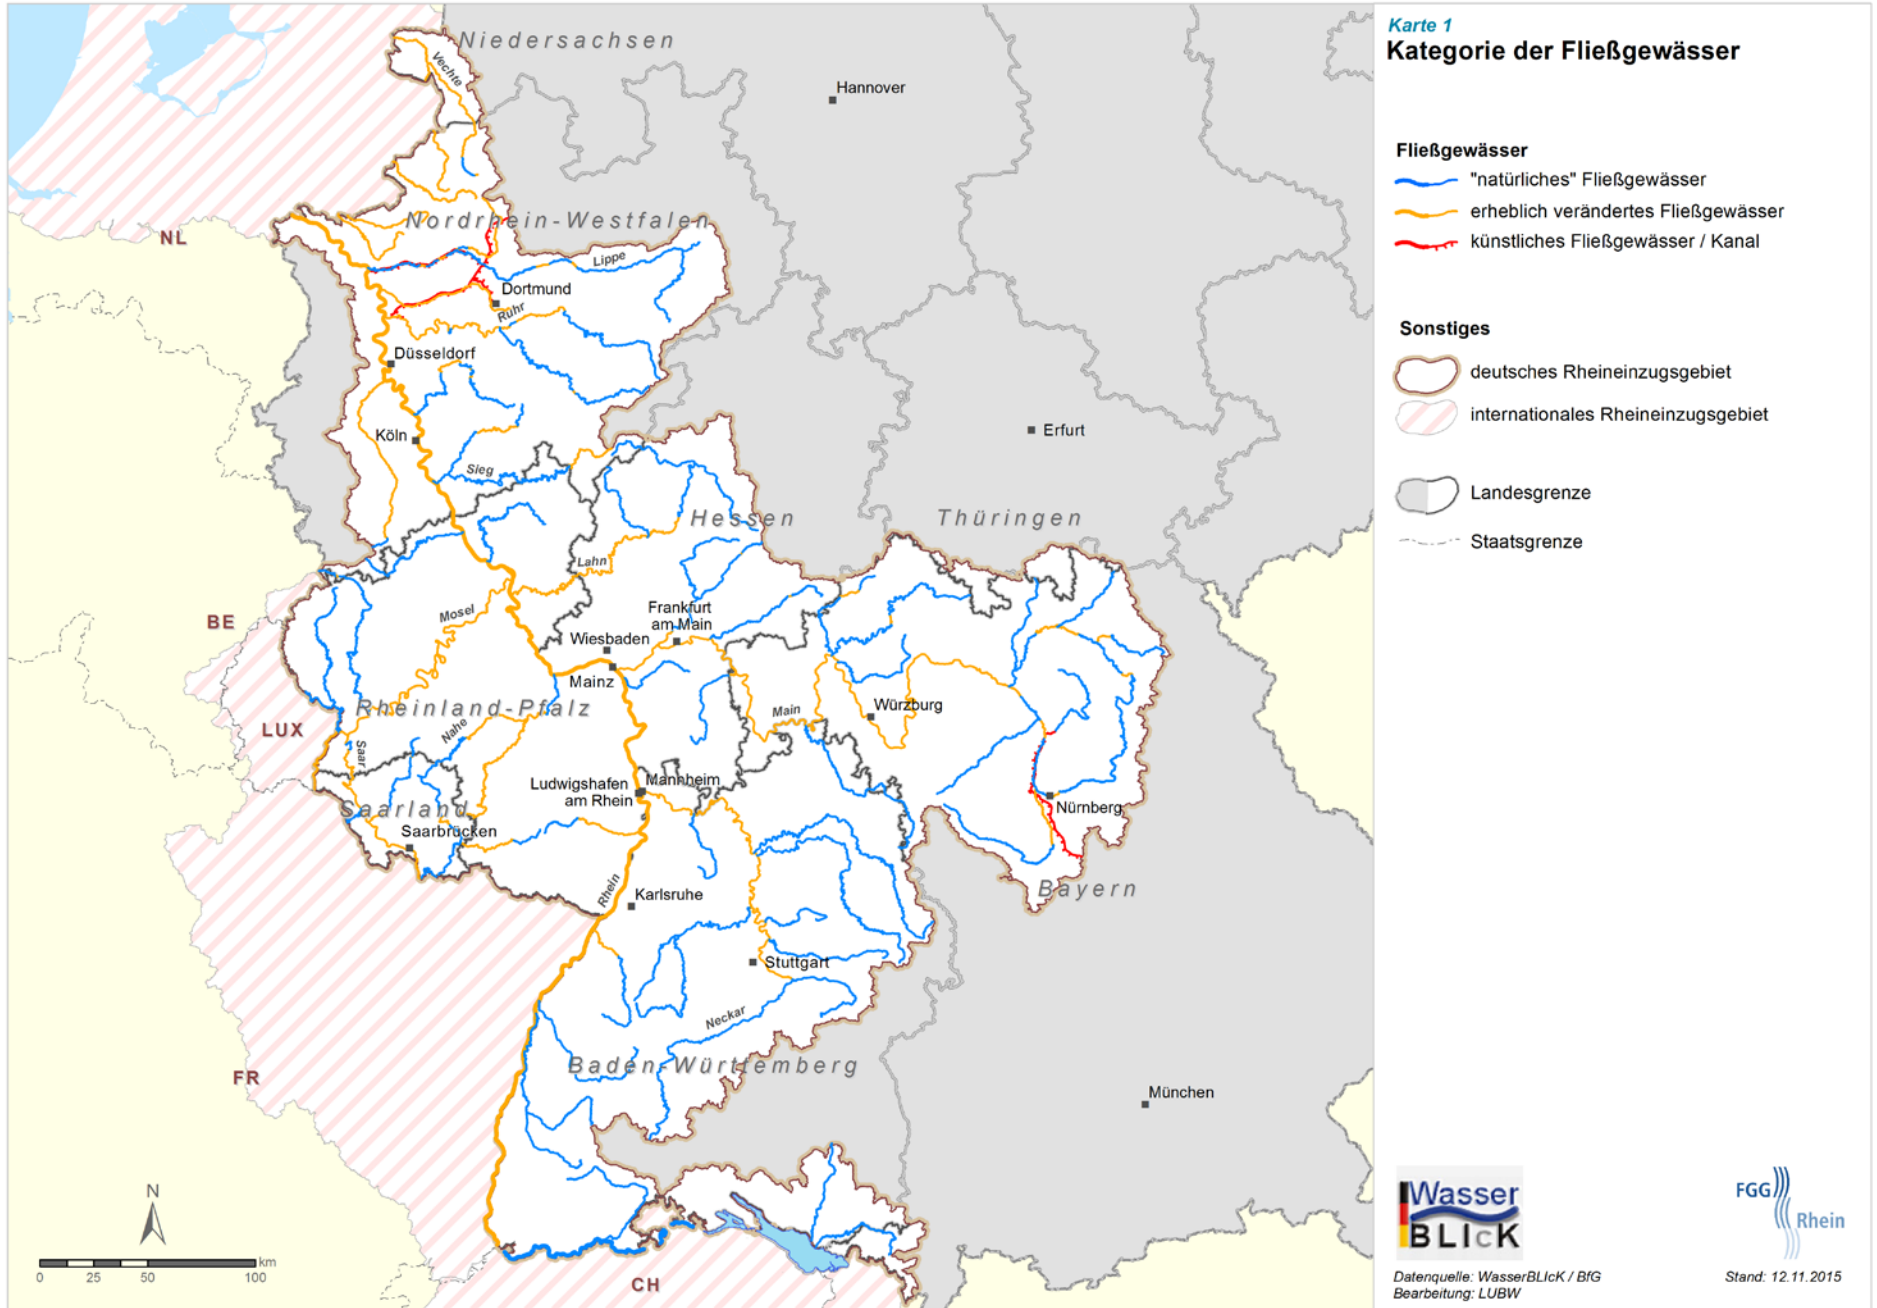 Karte 1
Kategorie der Fließgewässer
Fließgewässer
"natürliches" Fließgewässer
erheblich verändertes Fließgewässer
künstliches Fließgewässer / Kanal
Sonstiges
deutsches Rheineinzugsgebiet
internationales Rheineinzugsgebiet
Landesgrenze
Staatsgrenze
Niedersachsen
Vechte
Hannover
Nordrhein-Westfalen
NL
Lippe
Dortmund
Ruhr
Düsseldorf
Köln
Erfurt
Sieg
Hessen
Thüringen
Lahn
BE
Mosel
Frankfurt
am Main
Wiesbaden
Mainz
Rheinland-Pfalz
Würzburg
Main
LUX
Nahe
Saar
Ludwigshafen
am Rhein
Mannheim
Saarland
Nürnberg
Saarbrücken
Rhein
Karlsruhe
Bayern
Stuttgart
Neckar
Baden-Württemberg
FR
München
N
km
0 25 50 100
CH
Wasser
BLIcK
FGG
Rhein
Datenquelle: WasserBLIcK / BfG
Bearbeitung: LUBW
Stand: 12.11.2015